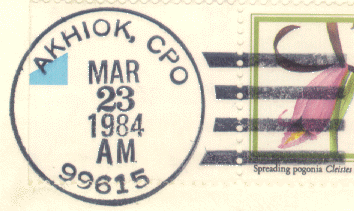 AKHIOK, CPO
MAR
23
1984
AM
99615
Spreading pogonia Cleistes